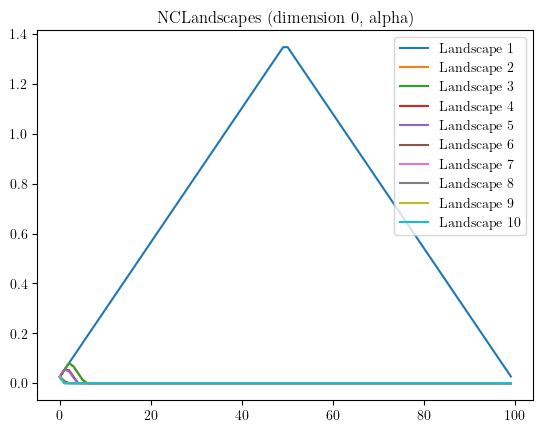 NCLandscapes (dimension 0, alpha)
1.4
1.2
1.0
0.8
0.6
0.4
0.2
0.0
0 20 40 60 80 100
Landscape 1
Landscape 2
Landscape 3
Landscape 4
Landscape 5
Landscape 6
Landscape 7
Landscape 8
Landscape 9
Landscape 10